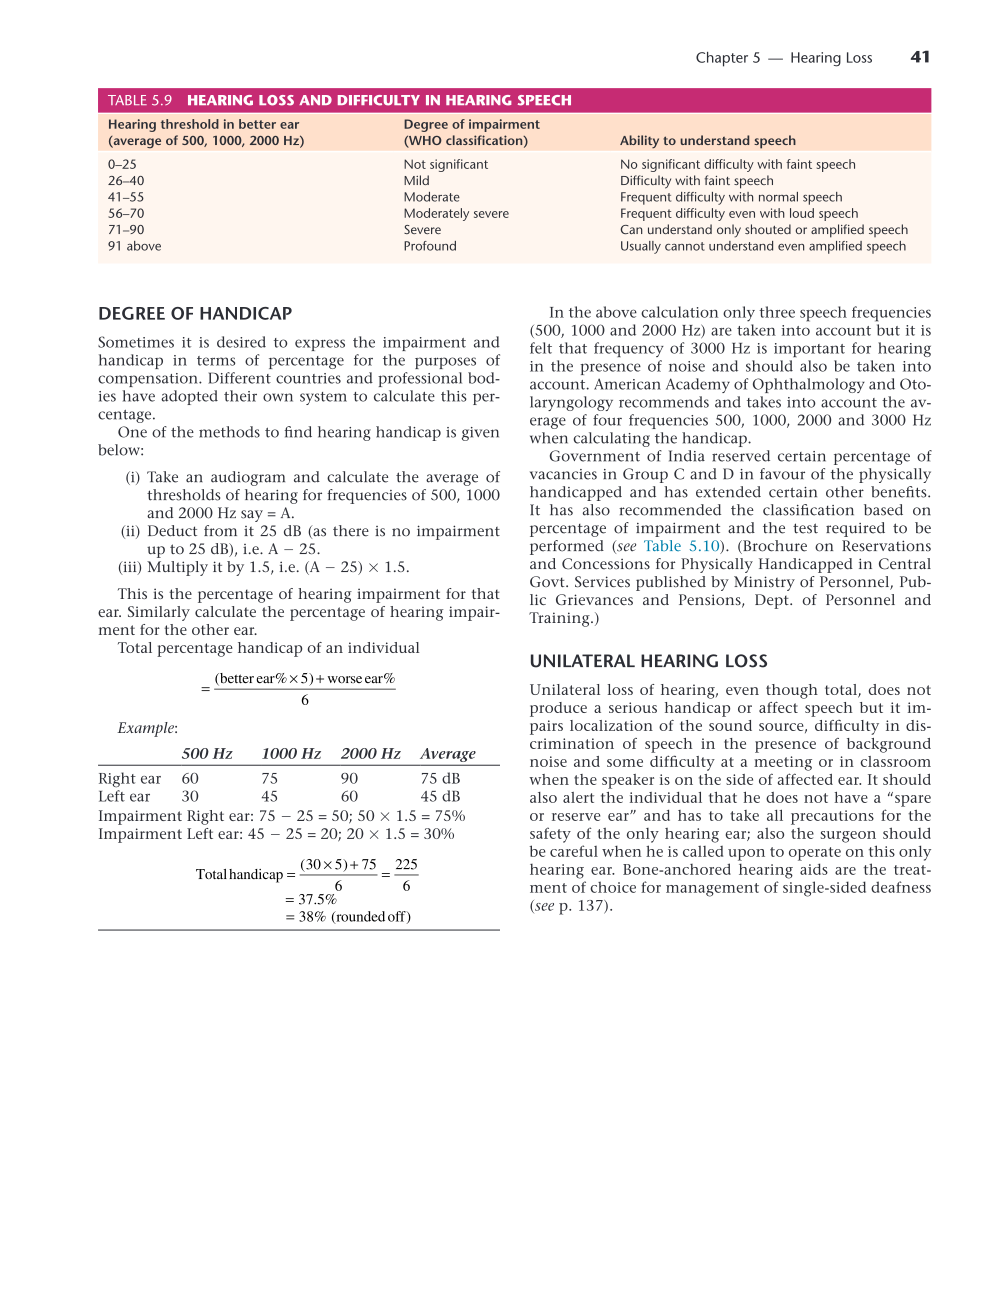 Chapter 5 — Hearing Loss 41
TABLE 5.9 HEARING LOSS AND DIFFICULTY IN HEARING SPEECH
Hearing threshold in better ear
(average of 500, 1000, 2000 Hz)
Degree of impairment
(WHO classification)
Ability to understand speech
0–25 Not significant No significant difficulty with faint speech
26–40 Mild Difficulty with faint speech
41–55 Moderate Frequent difficulty with normal speech
56–70 Moderately severe Frequent difficulty even with loud speech
71–90 Severe Can understand only shouted or amplified speech
91 above Profound Usually cannot understand even amplified speech
DEGREE OF HANDICAP
Sometimes it is desired to express the impairment and
handicap in terms of percentage for the purposes of
compensation. Different countries and professional bod-
ies have adopted their own system to calculate this per-
centage.
One of the methods to find hearing handicap is given
below:
(i) Take an audiogram and calculate the average of
thresholds of hearing for frequencies of 500, 1000
and 2000 Hz say = A.
(ii) Deduct from it 25 dB (as there is no impairment
up to 25 dB), i.e. A − 25.
(iii) Multiply it by 1.5, i.e. (A − 25) × 1.5.
This is the percentage of hearing impairment for that
ear. Similarly calculate the percentage of hearing impair-
ment for the other ear.
Total percentage handicap of an individual
= (better ear% × 5) + worse ear%
6
Example:
500 Hz 1000 Hz 2000 Hz Average
Right ear 60 75 90 75 dB
Left ear 30 45 60 45 dB
Impairment Right ear: 75 − 25 = 50; 50 × 1.5 = 75%
Impairment Left ear: 45 − 25 = 20; 20 × 1.5 = 30%
Total handicap = (30 × 5) + 75 = 225
6 6
= 37.5%
= 38% (rounded off)
In the above calculation only three speech frequencies
(500, 1000 and 2000 Hz) are taken into account but it is
felt that frequency of 3000 Hz is important for hearing
in the presence of noise and should also be taken into
account. American Academy of Ophthalmology and Oto-
laryngology recommends and takes into account the av-
erage of four frequencies 500, 1000, 2000 and 3000 Hz
when calculating the handicap.
Government of India reserved certain percentage of
vacancies in Group C and D in favour of the physically
handicapped and has extended certain other benefits.
It has also recommended the classification based on
percentage of impairment and the test required to be
performed (see Table 5.10). (Brochure on Reservations
and Concessions for Physically Handicapped in Central
Govt. Services published by Ministry of Personnel, Pub-
lic Grievances and Pensions, Dept. of Personnel and
Training.)
UNILATERAL HEARING LOSS
Unilateral loss of hearing, even though total, does not
produce a serious handicap or affect speech but it im-
pairs localization of the sound source, difficulty in dis-
crimination of speech in the presence of background
noise and some difficulty at a meeting or in classroom
when the speaker is on the side of affected ear. It should
also alert the individual that he does not have a “spare
or reserve ear” and has to take all precautions for the
safety of the only hearing ear; also the surgeon should
be careful when he is called upon to operate on this only
hearing ear. Bone-anchored hearing aids are the treat-
ment of choice for management of single-sided deafness
(see p. 137).